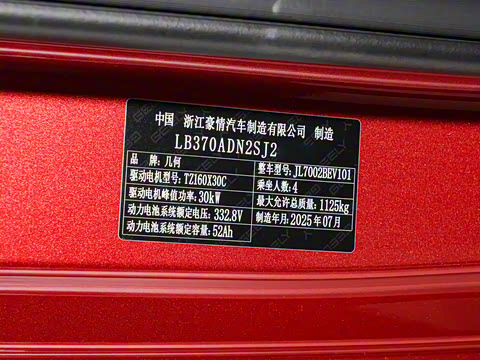 中国 浙江豪情汽车制造有限公司 制造
LB370ADN2SJ2
品 牌: 几何
整车型号: JL7002BEV101
驱动电机型号: TZ160X30C
乘坐人数: 4
驱动电机峰值功率: 30kW
最大允许总质量: 1125kg
动力电池系统额定电压: 332.8V
制造年月: 2025年07月
动力电池系统额定容量: 52Ah